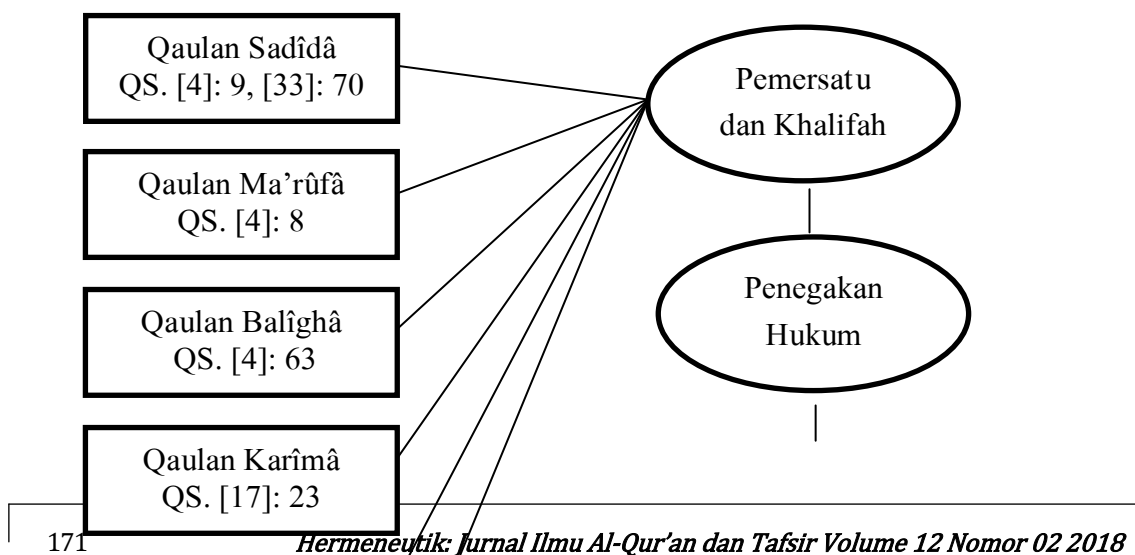 Qaulan Sadîdâ
QS. [4]: 9, [33]: 70
Pemersatu
dan Khalifah
Qaulan Ma’rûfâ
QS. [4]: 8
Qaulan Balîghâ
QS. [4]: 63
Penegakan
Hukum
Qaulan Karîmâ
QS. [17]: 23
171
Hermeneutik: Jurnal Ilmu Al-Qur’an dan Tafsir Volume 12 Nomor 02 2018